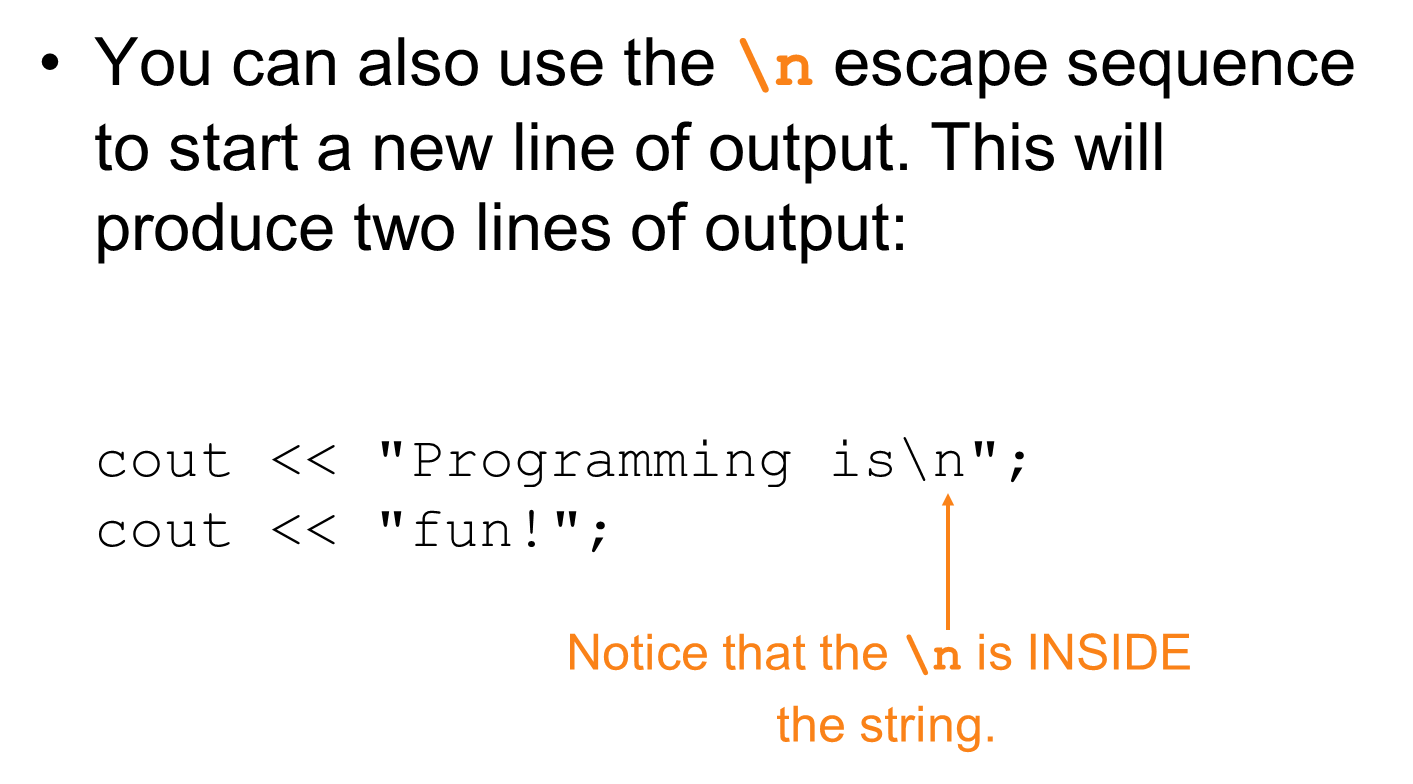 • You can also use the \n escape sequence
to start a new line of output. This will
produce two lines of output:
cout << "Programming is\n";
cout << "fun!";
Notice that the \n is INSIDE
the string.